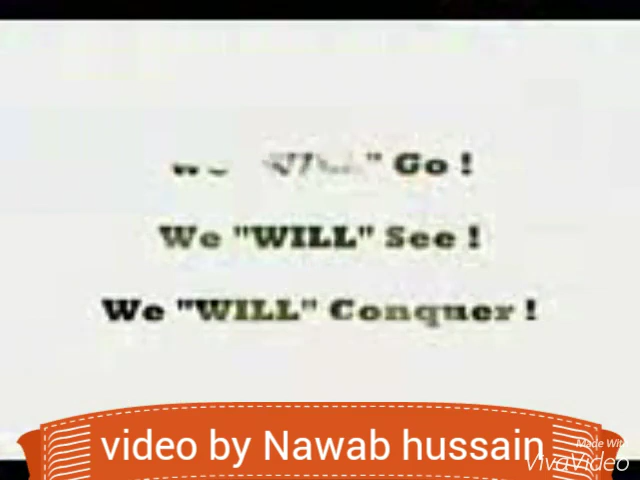 " Go !
We "WILL" See !
We "WILL" Conquer !
video by Nawab hussain
Made With
VivaVideo